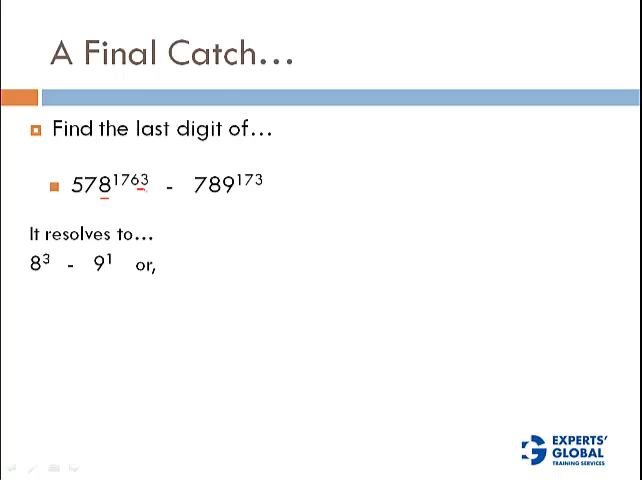 A Final Catch...
Find the last digit of...
578¹⁷⁶³ - 789¹⁷³
It resolves to...
8³ - 9¹ or,
EXPERTS'
GLOBAL
TRAINING SERVICES